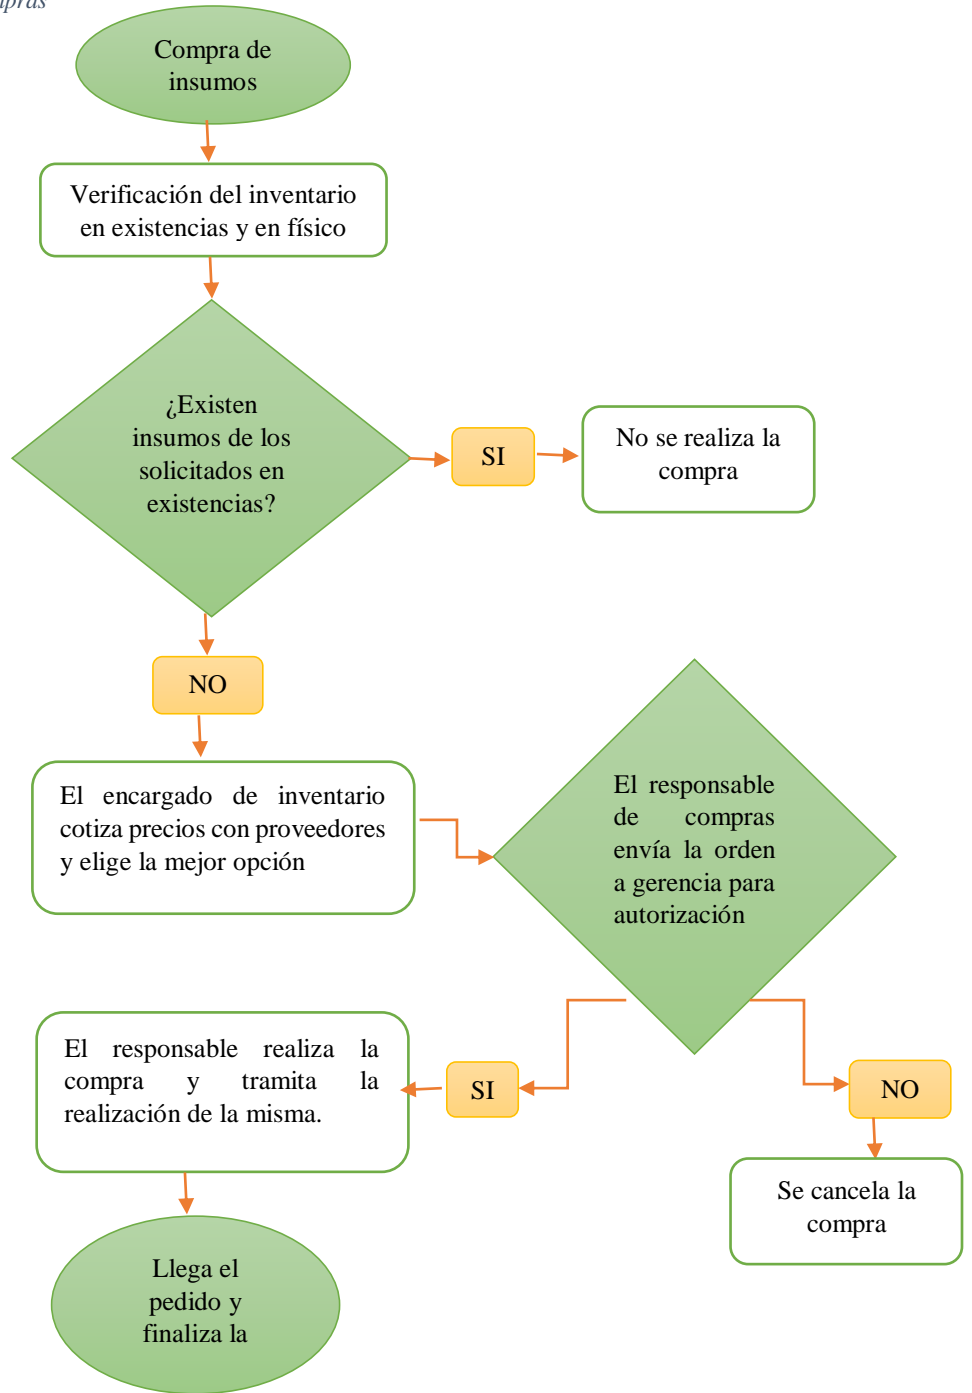 Compra de
insumos
Verificación del inventario
en existencias y en físico
¿Existen
insumos de los
solicitados en
existencias?
SI
No se realiza la
compra
NO
El encargado de inventario
cotiza precios con proveedores
y elige la mejor opción
El responsable
de compras
envía la orden
a gerencia para
autorización
El responsable realiza la
compra y tramita la
realización de la misma.
SI
NO
Se cancela la
compra
Llega el
pedido y
finaliza la